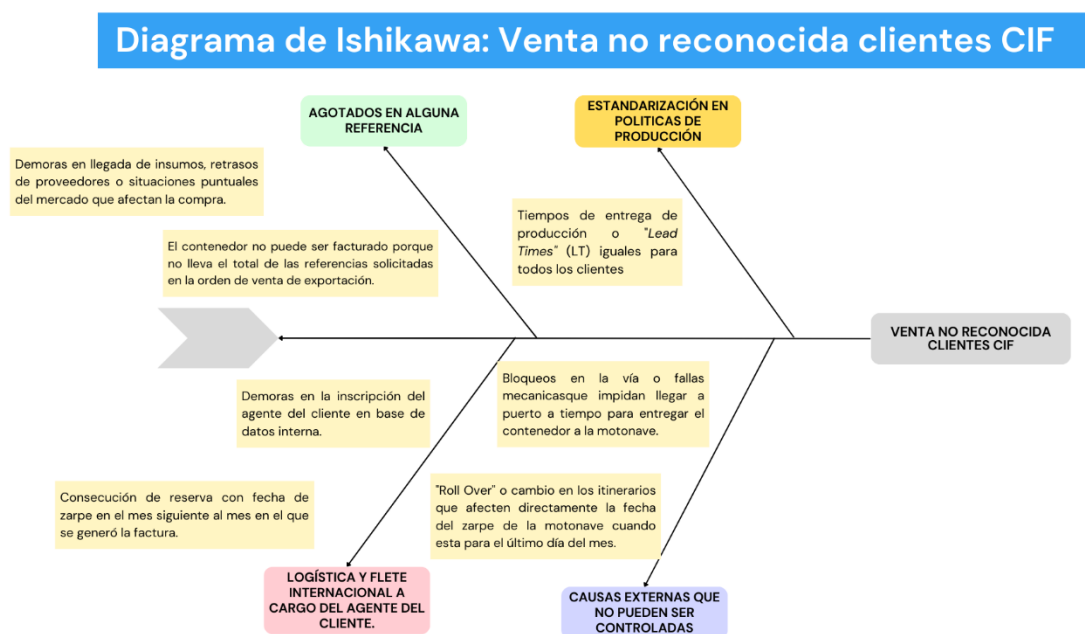 Diagrama de Ishikawa: Venta no reconocida clientes CIF
AGOTADOS EN ALGUNA
REFERENCIA
ESTANDARIZACIÓN EN
POLITICAS DE
PRODUCCIÓN
Demoras en llegada de insumos, retrasos
de proveedores o situaciones puntuales
del mercado que afectan la compra.
Tiempos de entrega de
producción o "Lead
Times" (LT) iguales para
todos los clientes
El contenedor no puede ser facturado porque
no lleva el total de las referencias solicitadas
en la orden de venta de exportación.
VENTA NO RECONOCIDA
CLIENTES CIF
Demoras en la inscripción del
agente del cliente en base de
datos interna.
Bloqueos en la vía o fallas
mecanicasque impidan llegar a
puerto a tiempo para entregar el
contenedor a la motonave.
Consecución de reserva con fecha de
zarpe en el mes siguiente al mes en el que
se generó la factura.
"Roll Over" o cambio en los itinerarios
que afecten directamente la fecha
del zarpe de la motonave cuando
esta para el último día del mes.
LOGÍSTICA Y FLETE
INTERNACIONAL A
CARGO DEL AGENTE DEL
CLIENTE.
CAUSAS EXTERNAS QUE
NO PUEDEN SER
CONTROLADAS